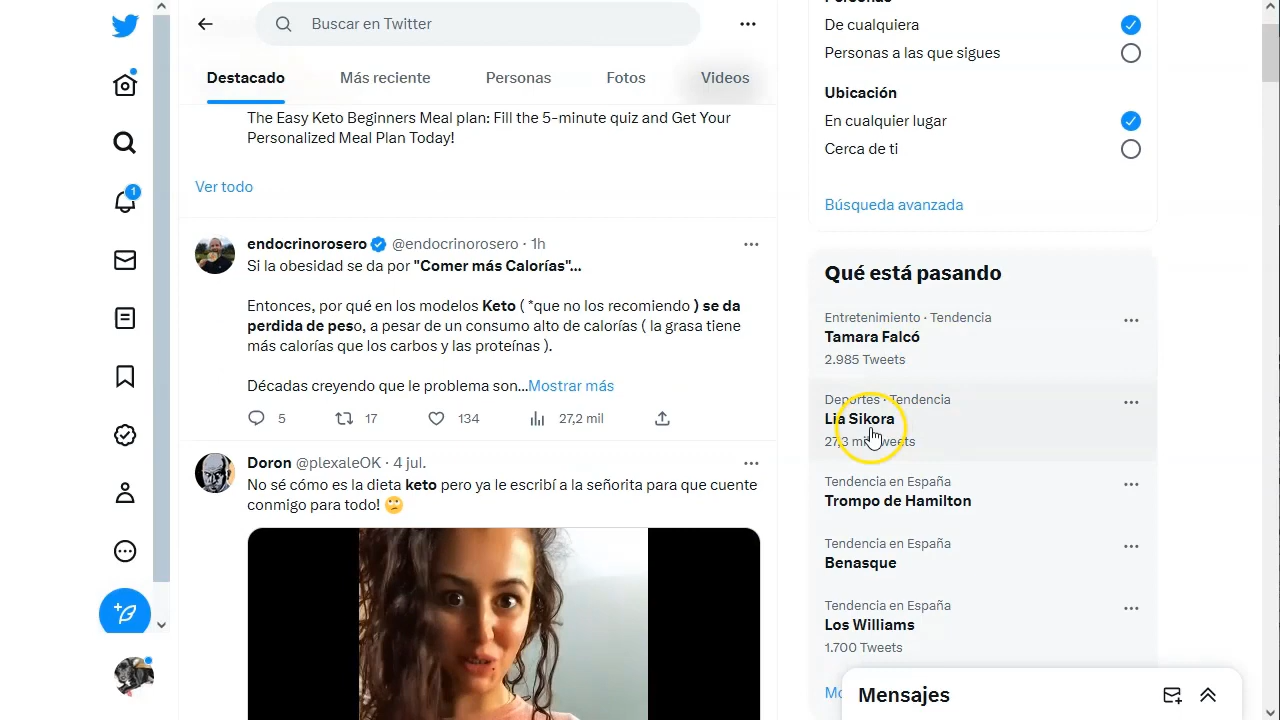 Buscar en Twitter
Destacado
Más reciente
Personas
Fotos
Videos
The Easy Keto Beginners Meal plan: Fill the 5-minute quiz and Get Your
Personalized Meal Plan Today!
Ver todo
endocrinorosero @endocrinorosero · 1h
Si la obesidad se da por "Comer más Calorías"...
Entonces, por qué en los modelos Keto ( *que no los recomiendo ) se da
perdida de peso, a pesar de un consumo alto de calorías ( la grasa tiene
más calorías que los carbos y las proteínas ).
Décadas creyendo que le problema son...Mostrar más
5
17
134
27,2 mil
Doron @plexaleOK · 4 jul.
No sé cómo es la dieta keto pero ya le escribí a la señorita para que cuente
conmigo para todo!
1
De cualquiera
Personas a las que sigues
Ubicación
En cualquier lugar
Cerca de ti
Búsqueda avanzada
Qué está pasando
Entretenimiento · Tendencia
Tamara Falcó
2.985 Tweets
Deportes · Tendencia
Lia Sikora
27,3 mil Tweets
Tendencia en España
Trompo de Hamilton
Tendencia en España
Benasque
Tendencia en España
Los Williams
1.700 Tweets
Mensajes